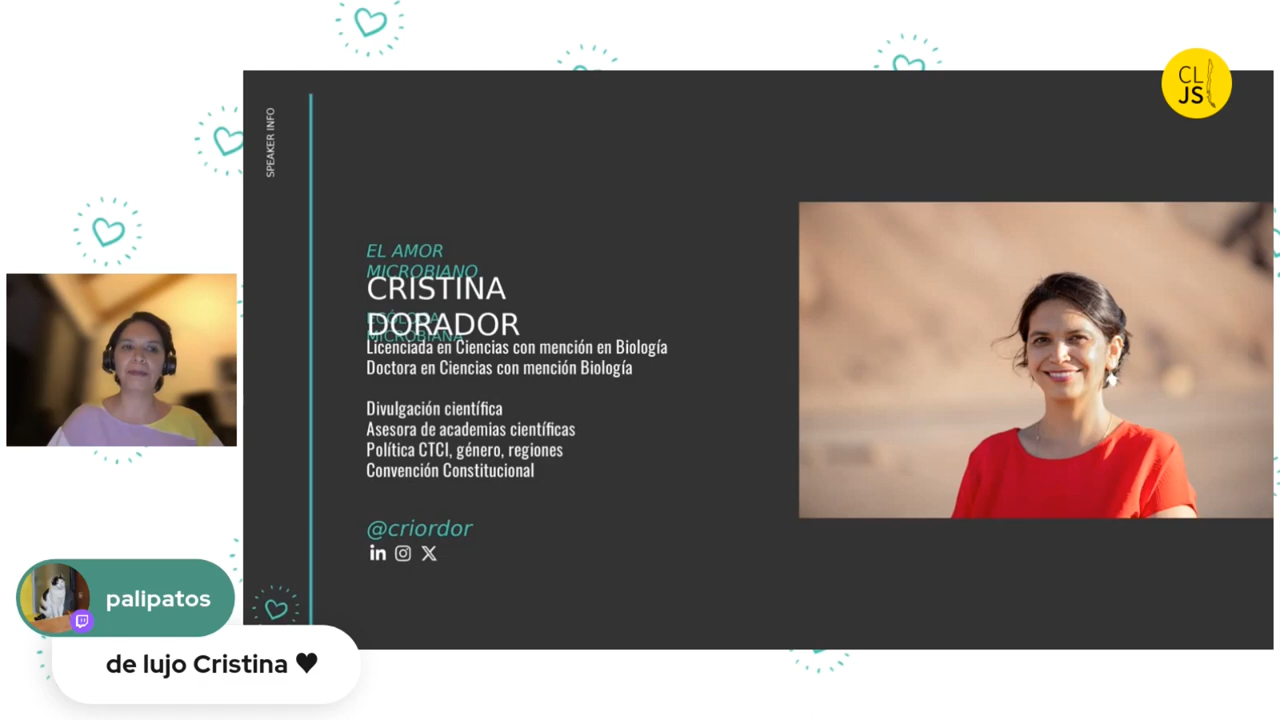 CL
JS
SPEAKER INFO
EL AMOR
MICROBIANO
CRISTINA
DORADOR
ECÓLOGA
MICROBIANA
Licenciada en Ciencias con mención en Biología
Doctora en Ciencias con mención Biología
Divulgación científica
Asesora de academias científicas
Política CTCI, género, regiones
Convención Constitucional
@criordor
palipatos
de lujo Cristina ♥